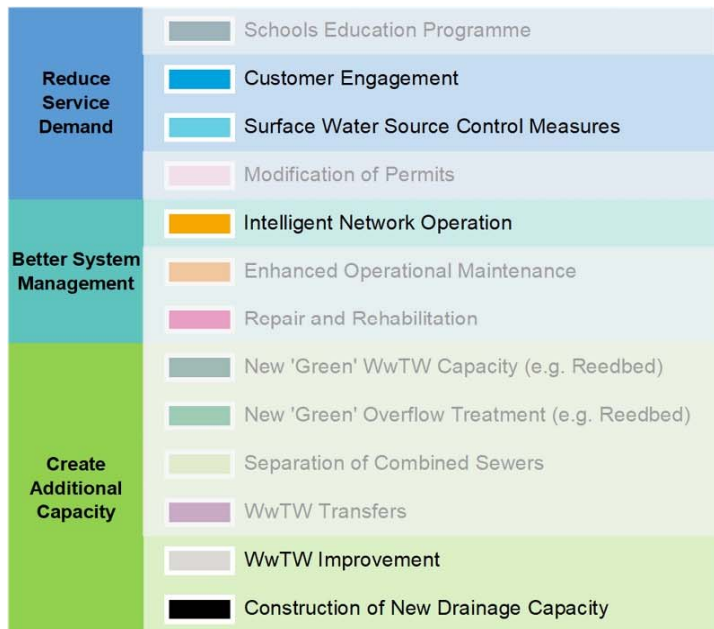 Reduce
Service
Demand
Schools Education Programme
Customer Engagement
Surface Water Source Control Measures
Modification of Permits
Better System
Management
Intelligent Network Operation
Enhanced Operational Maintenance
Repair and Rehabilitation
Create
Additional
Capacity
New 'Green' WwTW Capacity (e.g. Reedbed)
New 'Green' Overflow Treatment (e.g. Reedbed)
Separation of Combined Sewers
WwTW Transfers
WwTW Improvement
Construction of New Drainage Capacity